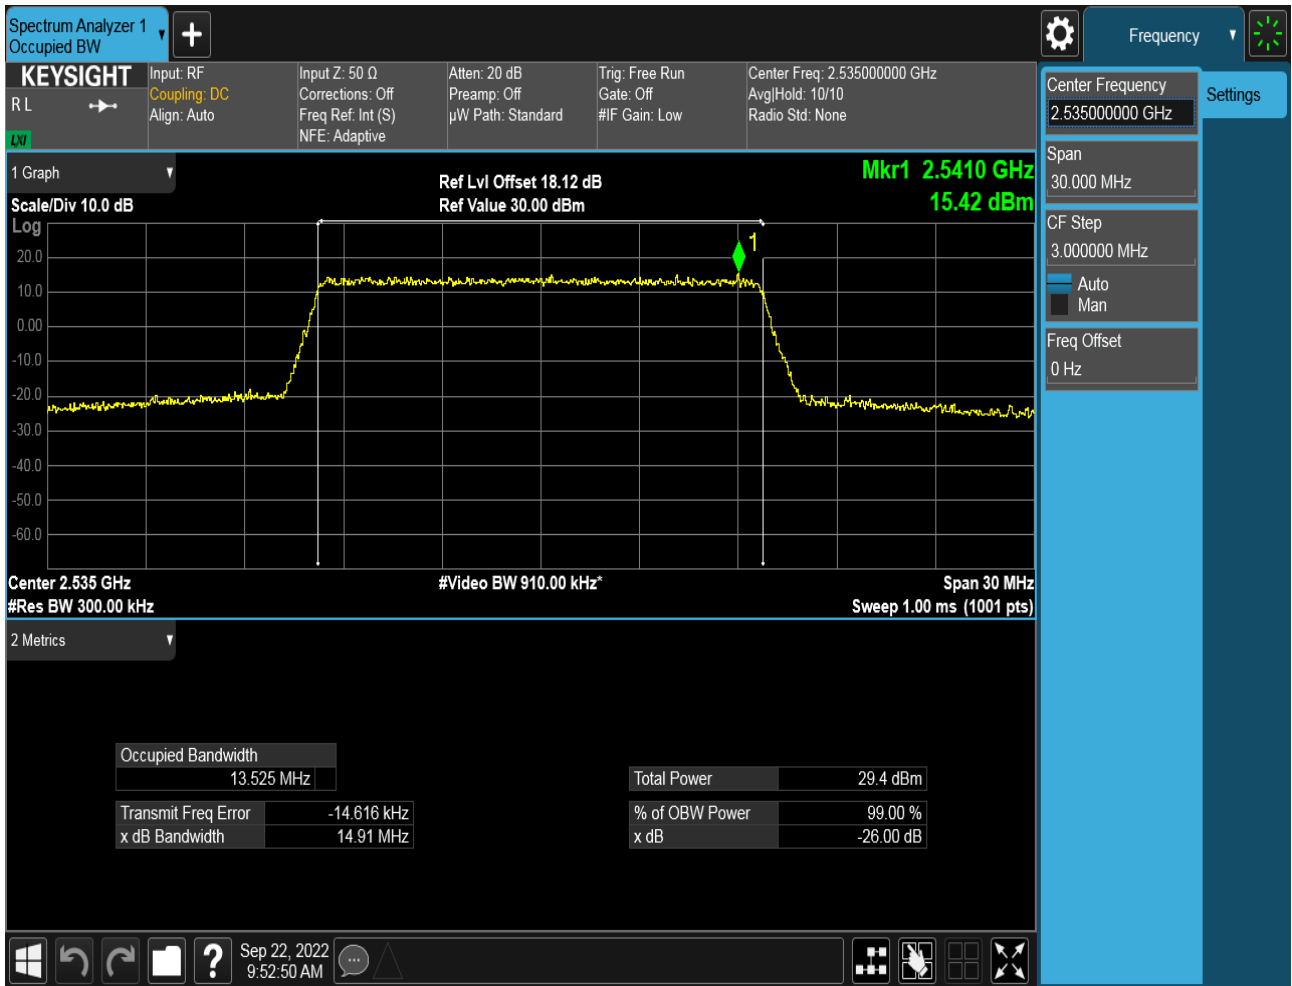 Spectrum Analyzer 1
Occupied BW
Frequency
KEYSIGHT
R L
LXI
Input: RF
Coupling: DC
Align: Auto
Input Z: 50 Ω
Corrections: Off
Freq Ref: Int (S)
NFE: Adaptive
Atten: 20 dB
Preamp: Off
µW Path: Standard
Trig: Free Run
Gate: Off
#IF Gain: Low
Center Freq: 2.535000000 GHz
Avg|Hold: 10/10
Radio Std: None
Center Frequency
2.535000000 GHz
Settings
Span
30.000 MHz
CF Step
3.000000 MHz
Auto
Man
Freq Offset
0 Hz
1 Graph
Scale/Div 10.0 dB
Ref Lvl Offset 18.12 dB
Ref Value 30.00 dBm
Mkr1 2.5410 GHz
15.42 dBm
Log
1
20.0
10.0
0.00
-10.0
-20.0
-30.0
-40.0
-50.0
-60.0
Center 2.535 GHz
#Video BW 910.00 kHz*
Span 30 MHz
#Res BW 300.00 kHz
Sweep 1.00 ms (1001 pts)
2 Metrics
Occupied Bandwidth
13.525 MHz
Total Power 29.4 dBm
Transmit Freq Error -14.616 kHz
% of OBW Power 99.00 %
x dB Bandwidth 14.91 MHz
x dB -26.00 dB
?
Sep 22, 2022
9:52:50 AM